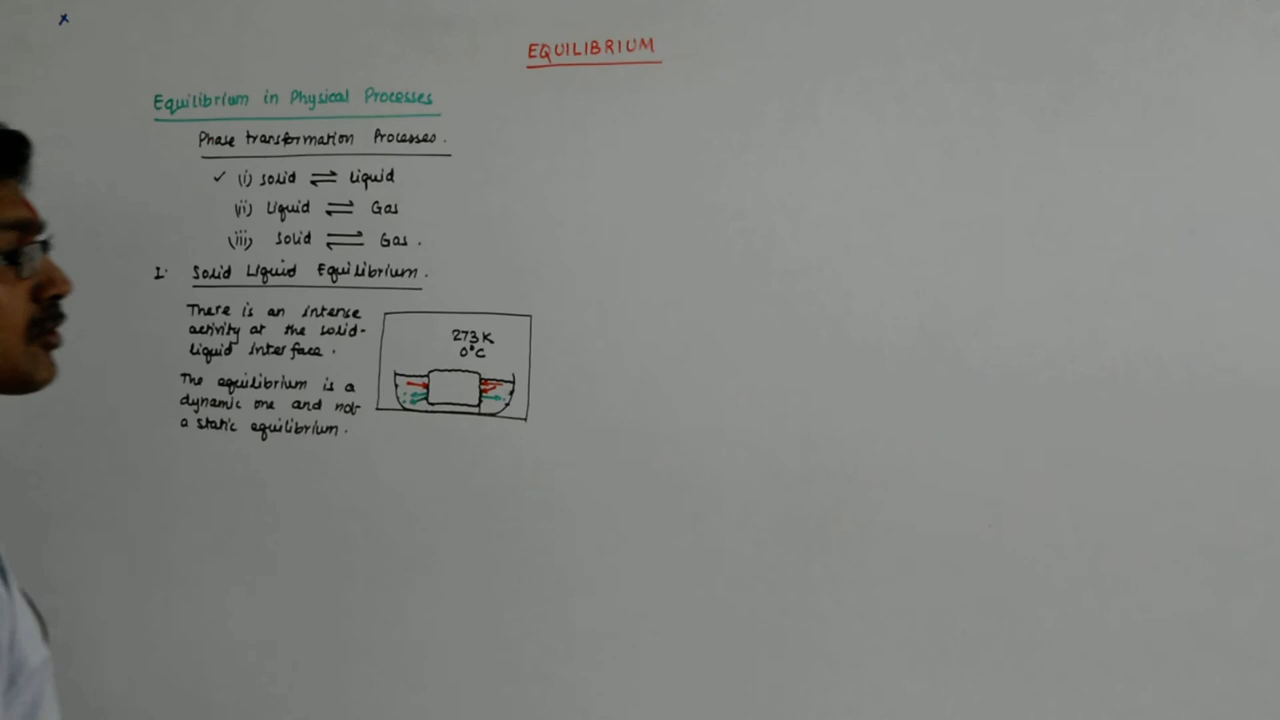 x
EQUILIBRIUM
Equilibrium in Physical Processes
Phase transformation Processes.
✓ (i) Solid ⇌ Liquid
(ii) Liquid ⇌ Gas
(iii) Solid ⇌ Gas.
I. Solid Liquid Equilibrium.
There is an intense
activity at the solid-
liquid interface.
The equilibrium is a
dynamic one and not
a static equilibrium.
273 K
0°C